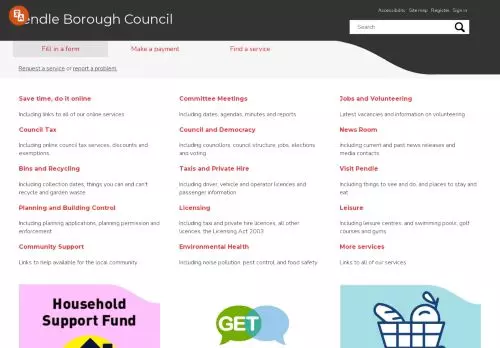 Accessibility Site map Register Sign in
endle Borough Council
Search
Fill in a form Make a payment Find a service
Request a service or report a problem.
Save time, do it online
Including links to all of our online services
Committee Meetings
Including dates, agendas, minutes and reports
Jobs and Volunteering
Latest vacancies and information on volunteering
Council Tax
Including online council tax services, discounts and
exemptions
Council and Democracy
Including councillors, council structure, jobs, elections
and voting
News Room
Including current and past news releases and
media contacts
Bins and Recycling
Including collection dates, things you can and can't
recycle and garden waste
Taxis and Private Hire
Including driver, vehicle and operator licences and
passenger information
Visit Pendle
Including things to see and do, and places to stay and
eat
Planning and Building Control
Including planning applications, planning permission and
enforcement
Licensing
Including taxi and private hire licences, all other
licences, the Licensing Act 2003
Leisure
Including leisure centres, and swimming pools, golf
courses and gyms
Community Support
Links to help available for the local community
Environmental Health
Including noise pollution, pest control, and food safety
More services
Links to all of our services
Household
Support Fund
GET